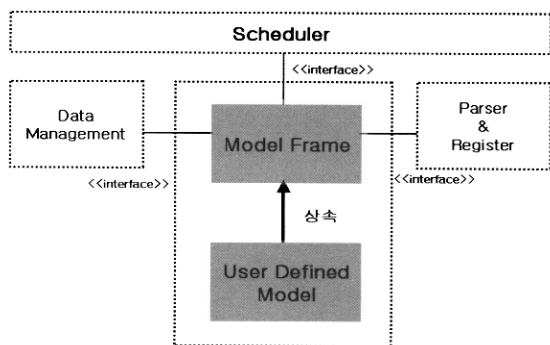 Scheduler
<<interface>>
Data
Management
Model Frame
Parser
&
Register
<<interface>>
<<interface>>
상속
User Defined
Model